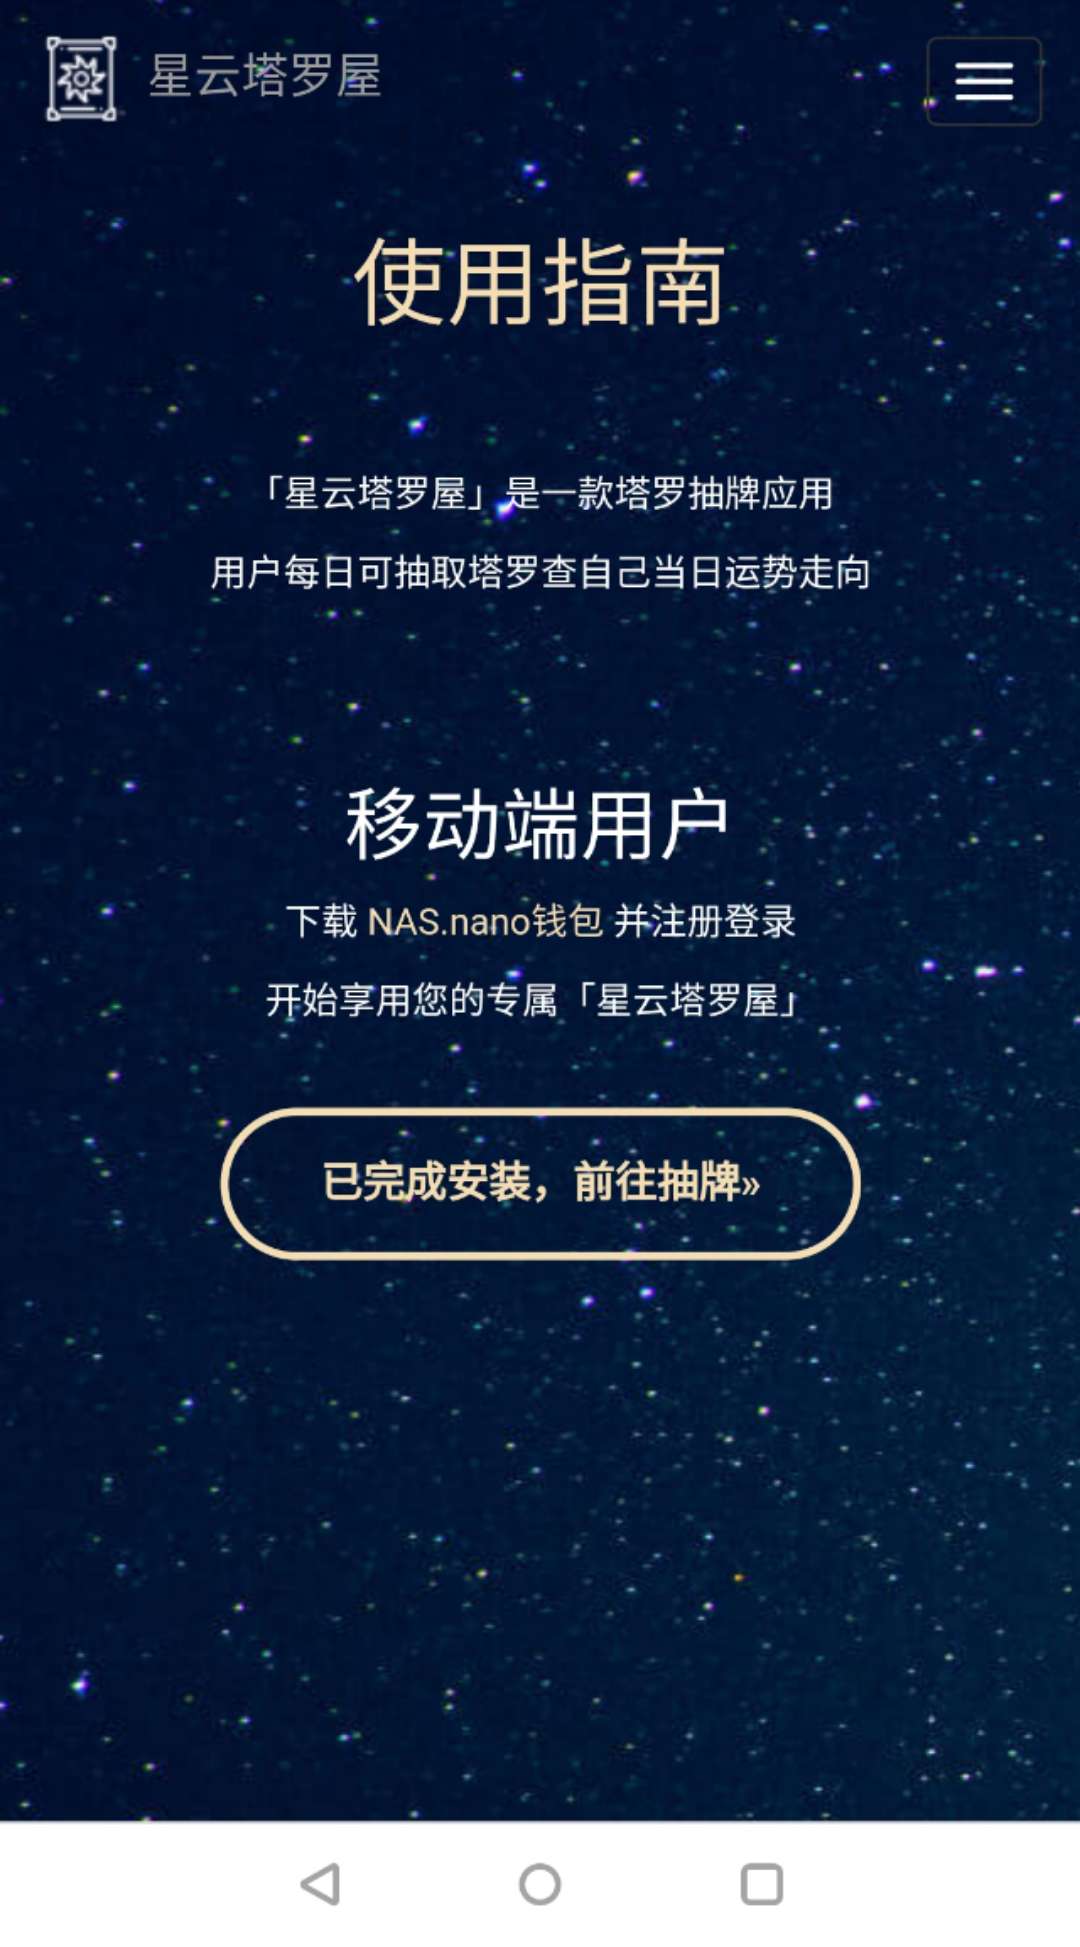 星云塔罗屋
使用指南
「星云塔罗屋」是一款塔罗抽牌应用
用户每日可抽取塔罗查自己当日运势走向
移动端用户
下载 NAS.nano钱包 并注册登录
开始享用您的专属「星云塔罗屋」
已完成安装，前往抽牌»